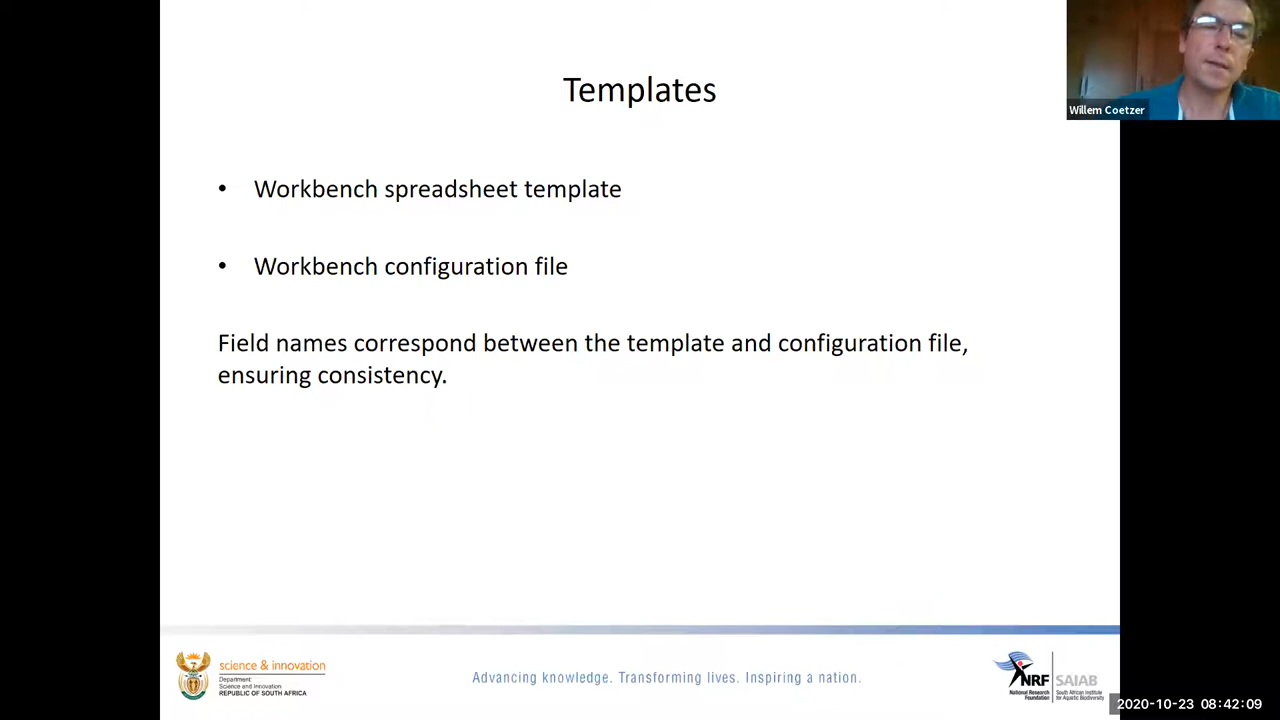 Willem Coetzer
Templates
• Workbench spreadsheet template
• Workbench configuration file
Field names correspond between the template and configuration file,
ensuring consistency.
science & innovation
Department:
Science and Innovation
REPUBLIC OF SOUTH AFRICA
Advancing knowledge. Transforming lives. Inspiring a nation.
NRF
National Research
Foundation
SAIAB
South African Institute
for Aquatic Biodiversity
2020-10-23 08:42:09